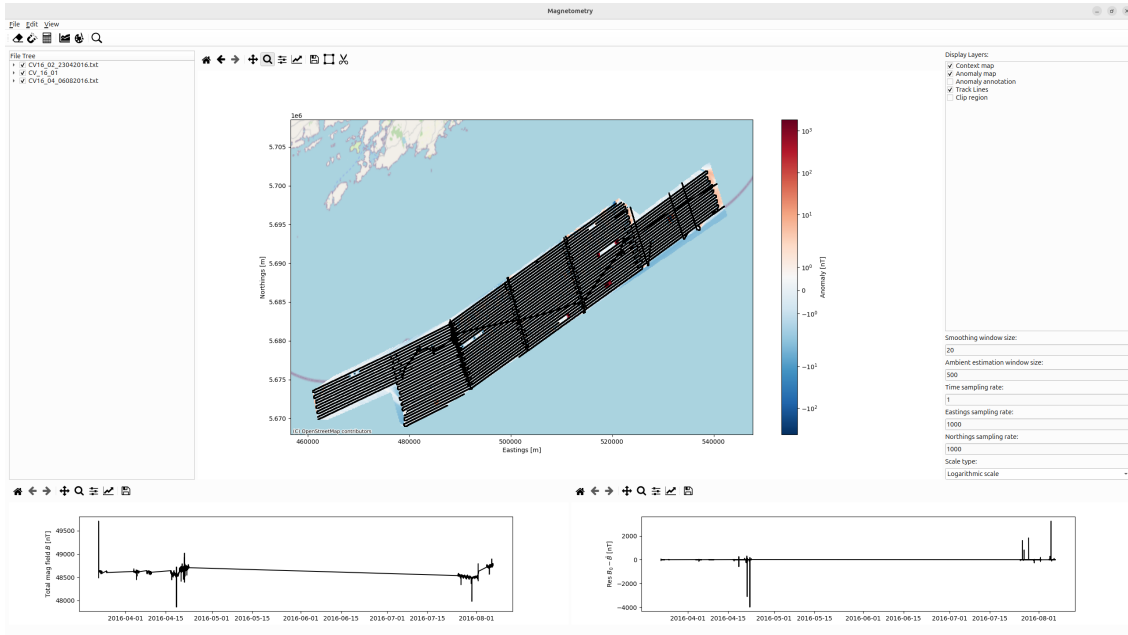 Magnetometry
File Edit View
File Tree
CV16_02_23042016.txt
CV_16_01
CV16_04_06082016.txt
1e6
5.705
5.700
5.695
5.690
5.685
5.680
5.675
5.670
Northings [m]
(C) OpenStreetMap contributors
460000 480000 500000 520000 540000
Eastings [m]
10³
10²
10¹
10⁰
0
−10⁰
−10¹
−10²
Anomaly [nT]
Display Layers:
Context map
Anomaly map
Anomaly annotation
Track Lines
Clip region
Smoothing window size:
20
Ambient estimation window size:
500
Time sampling rate:
1
Eastings sampling rate:
1000
Northings sampling rate:
1000
Scale type:
Logarithmic scale
Total mag field B [nT]
49500
49000
48500
48000
2016-04-01 2016-04-15 2016-05-01 2016-05-15 2016-06-01 2016-06-15 2016-07-01 2016-07-15 2016-08-01
Res B₀ − B̄ [nT]
2000
0
−2000
−4000
2016-04-01 2016-04-15 2016-05-01 2016-05-15 2016-06-01 2016-06-15 2016-07-01 2016-07-15 2016-08-01